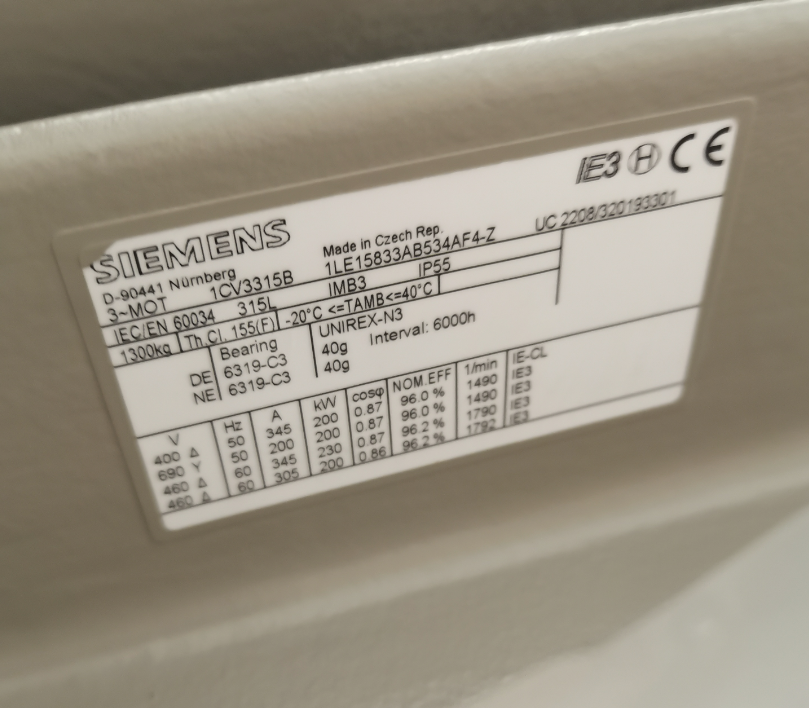 IE3 H CE
SIEMENS
D-90441 Nürnberg Made in Czech Rep. UC 2208/320193301
3~MOT 1CV3315B 1LE15833AB534AF4-Z
IEC/EN 60034 315L IMB3 IP55
1300kg Th.Cl. 155(F) -20°C <=TAMB<=40°C
Bearing UNIREX-N3
DE 6319-C3 40g Interval: 6000h
NE 6319-C3 40g
V Hz A kW cosφ NOM.EFF 1/min IE-CL
400 Δ 50 345 200 0.87 96.0 % 1490 IE3
690 Y 50 200 200 0.87 96.0 % 1490 IE3
460 Δ 60 345 230 0.87 96.2 % 1790 IE3
460 Δ 60 305 200 0.86 96.2 % 1792 IE3